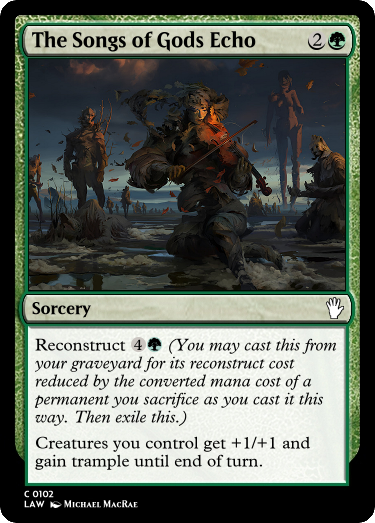 The Songs of Gods Echo 2
Sorcery
Reconstruct 4 (You may cast this from
your graveyard for its reconstruct cost
reduced by the converted mana cost of a
permanent you sacrifice as you cast it this
way. Then exile this.)
Creatures you control get +1/+1 and
gain trample until end of turn.
C 0102
LAW Michael MacRae